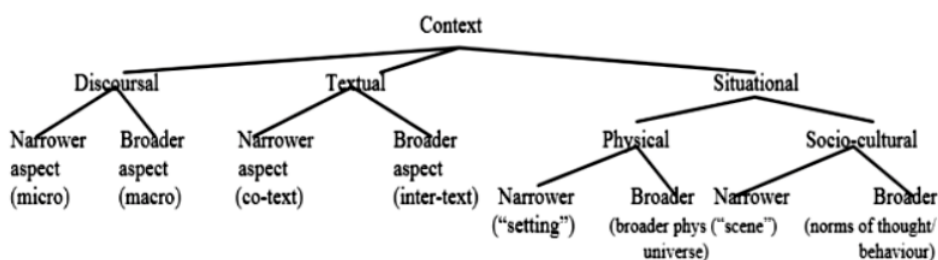 Context
Discoursal Textual Situational
Narrower Broader Narrower Broader Physical Socio-cultural
aspect aspect aspect aspect
(micro) (macro) (co-text) (inter-text) Narrower Broader Narrower Broader
(“setting”) (broader phys (“scene”) (norms of thought/
universe) behaviour)